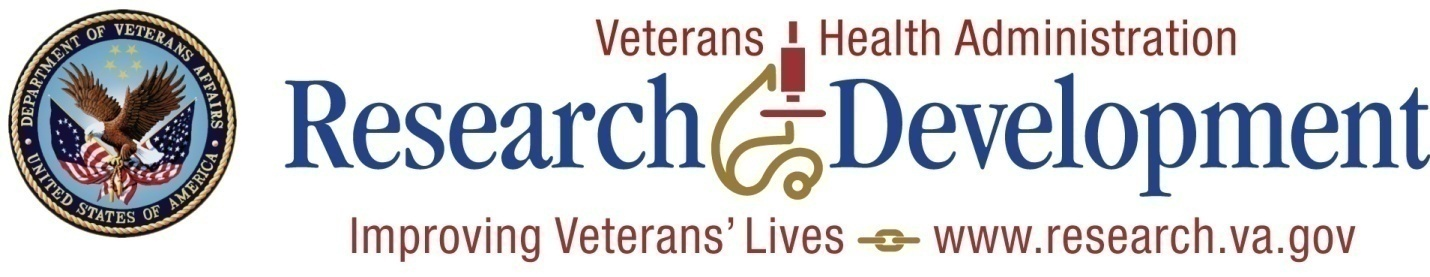 DEPARTMENT OF VETERANS AFFAIRS
UNITED STATES OF AMERICA
Veterans Health Administration
Research & Development
Improving Veterans’ Lives www.research.va.gov